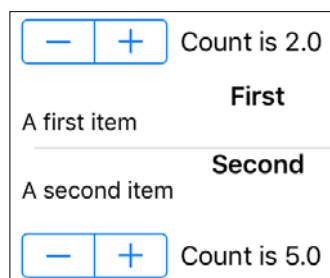 − + Count is 2.0
First
A first item
Second
A second item
− + Count is 5.0